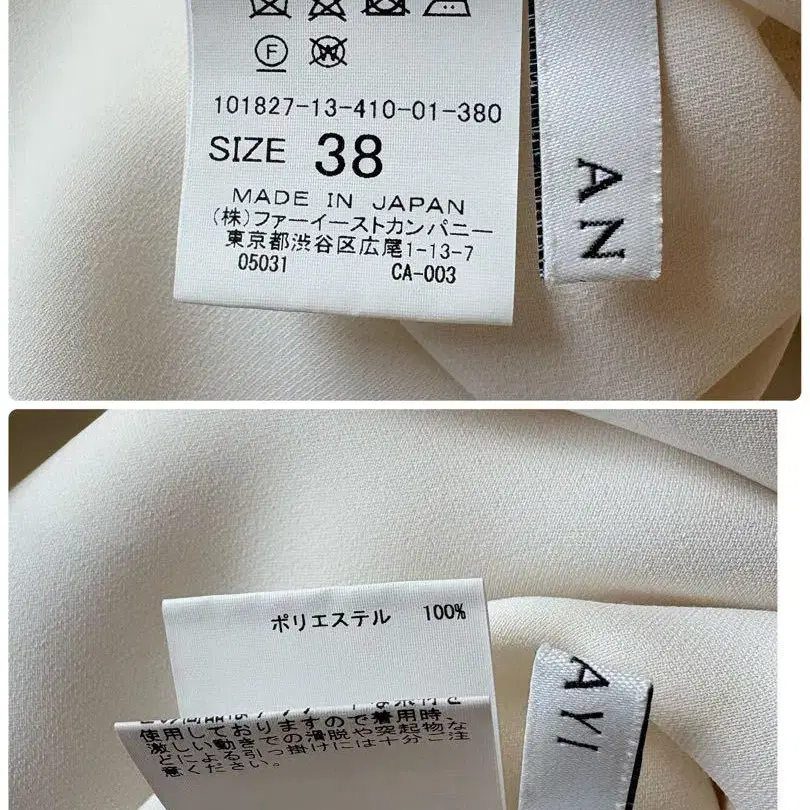 F
W
101827-13-410-01-380
SIZE 38
MADE IN JAPAN
(株)ファーイーストカンパニー
東京都渋谷区広尾1-13-7
05031 CA-003
AN
ポリエステル 100%
使用しておりますので着用時、
激しい動きでの滑脱や突起物な
どによる引っ掛けには十分ご注
意ください。
AYI